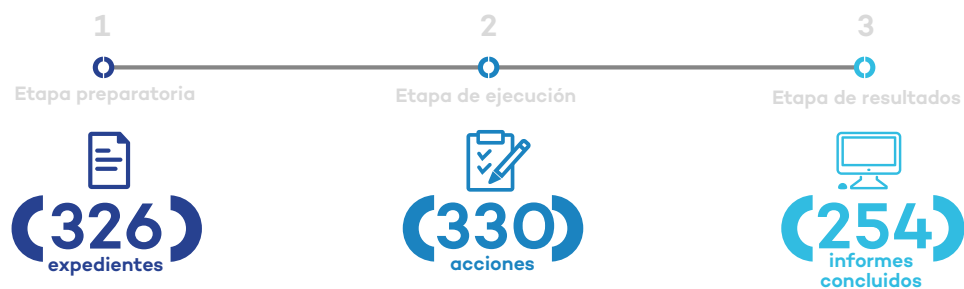 1
2
3
Etapa preparatoria
Etapa de ejecución
Etapa de resultados
(326)
expedientes
(330)
acciones
(254)
informes
concluidos